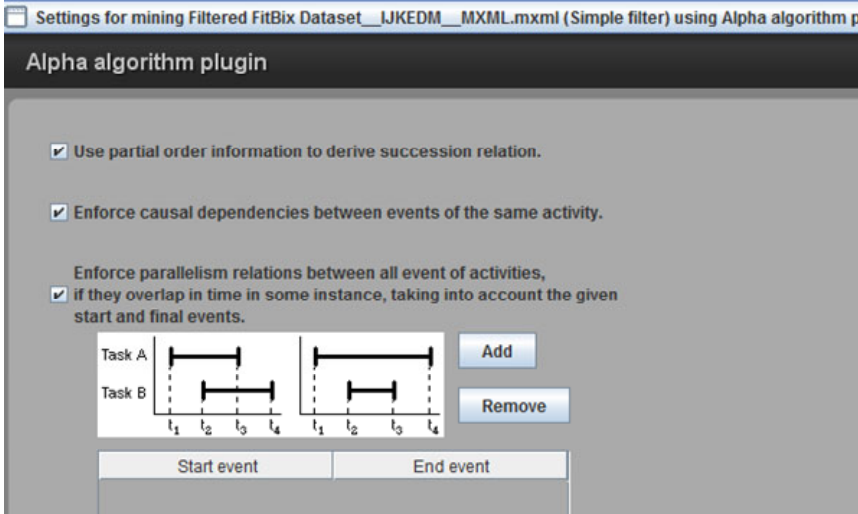 Settings for mining Filtered FitBix Dataset__IJKEDM__MXML.mxml (Simple filter) using Alpha algorithm p
Alpha algorithm plugin
Use partial order information to derive succession relation.
Enforce causal dependencies between events of the same activity.
Enforce parallelism relations between all event of activities,
if they overlap in time in some instance, taking into account the given
start and final events.
Task A
Task B
t₁ t₂ t₃ t₄ t₁ t₂ t₃ t₄
Add
Remove
Start event End event